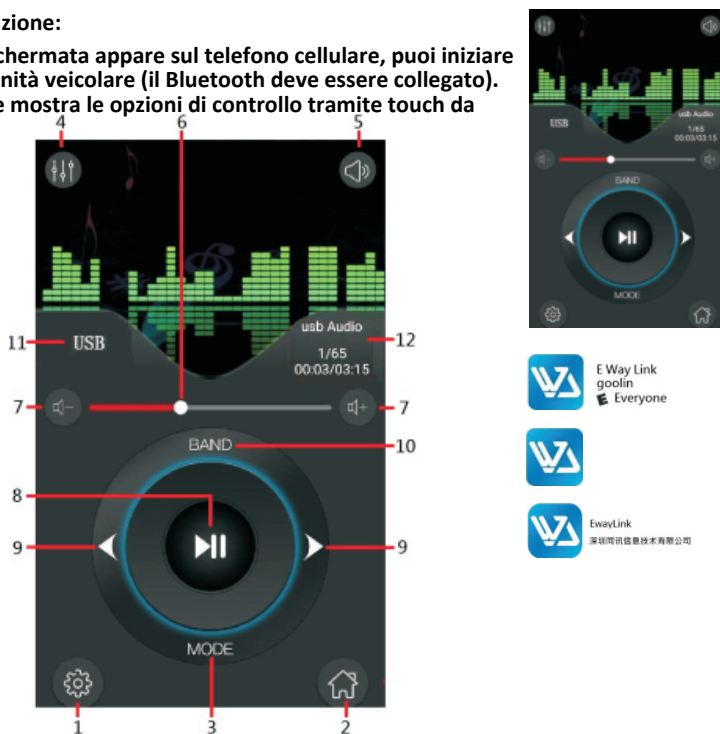 zione:
chermata appare sul telefono cellulare, puoi iniziare
nità veicolare (il Bluetooth deve essere collegato).
e mostra le opzioni di controllo tramite touch da
4
6
5
11
USB
usb Audio
12
1/65
00:03/03:15
7
7
BAND
10
8
9
9
MODE
1
3
2
USB
usb Audio
1/65
00:03/03:15
BAND
MODE
E Way Link
goolin
E Everyone
EwayLink
深圳同讯信息技术有限公司